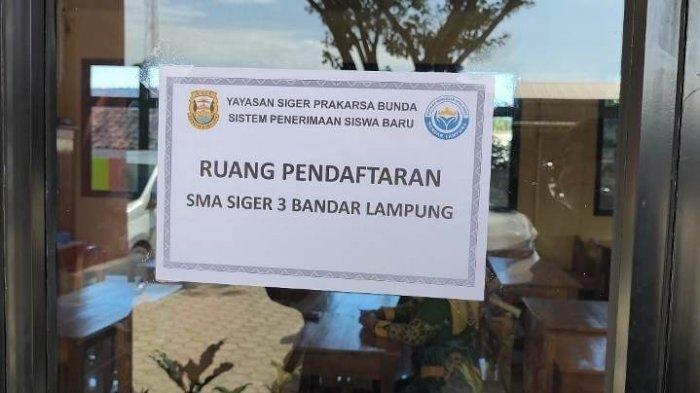 YAYASAN SIGER PRAKARSA BUNDA
SISTEM PENERIMAAN SISWA BARU
RUANG PENDAFTARAN
SMA SIGER 3 BANDAR LAMPUNG